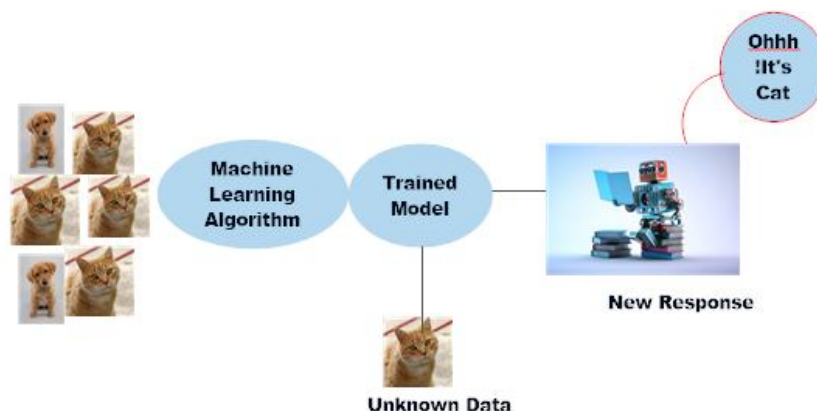 Ohhh
!It's
Cat
Machine
Learning
Algorithm
Trained
Model
New Response
Unknown Data